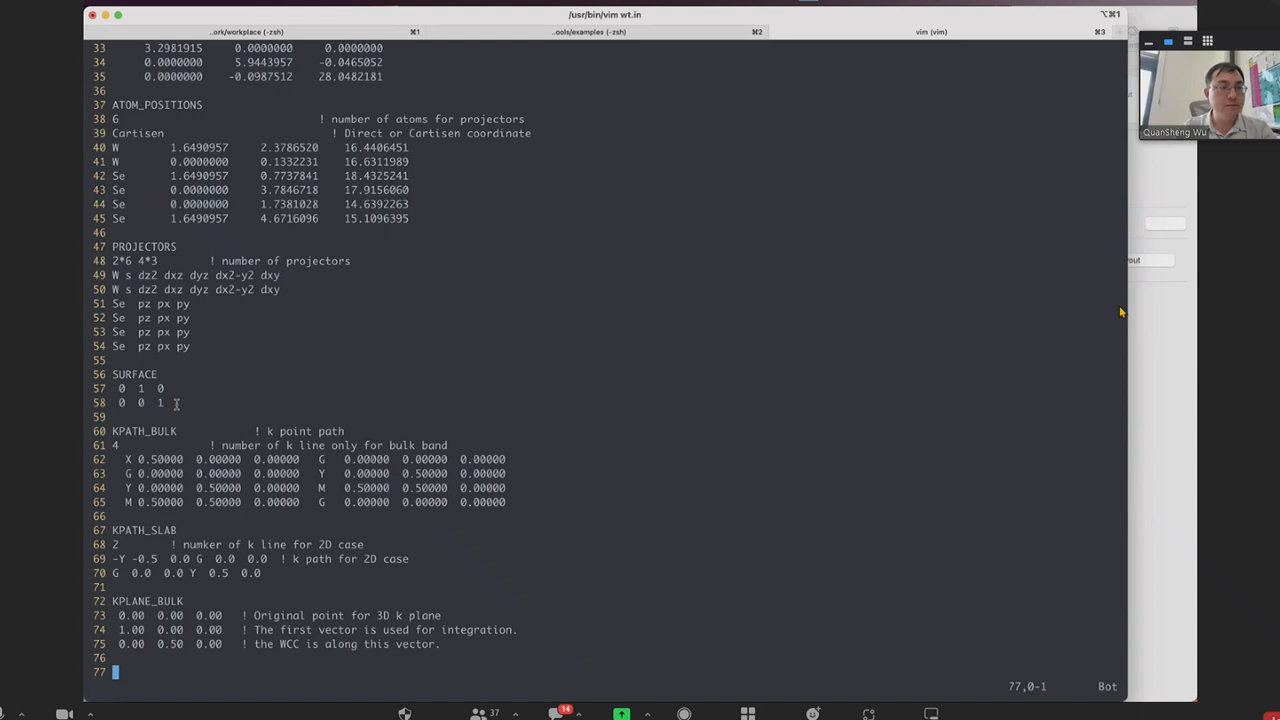 /usr/bin/vim wt.in
⌥⌘1
..ork/workplace (-zsh) ⌘1 ..ools/examples (-zsh) ⌘2 vim (vim) ⌘3
33 3.2981915 0.0000000 0.0000000
34 0.0000000 5.9443957 -0.0465052
35 0.0000000 -0.0987512 28.0482181
36
37 ATOM_POSITIONS
38 6 ! number of atoms for projectors
39 Cartisen ! Direct or Cartisen coordinate
40 W 1.6490957 2.3786520 16.4406451
41 W 0.0000000 0.1332231 16.6311989
42 Se 1.6490957 0.7737841 18.4325241
43 Se 0.0000000 3.7846718 17.9156060
44 Se 0.0000000 1.7381028 14.6392263
45 Se 1.6490957 4.6716096 15.1096395
46
47 PROJECTORS
48 2*6 4*3 ! number of projectors
49 W s dz2 dxz dyz dx2-y2 dxy
50 W s dz2 dxz dyz dx2-y2 dxy
51 Se pz px py
52 Se pz px py
53 Se pz px py
54 Se pz px py
55
56 SURFACE
57 0 1 0
58 0 0 1
59
60 KPATH_BULK ! k point path
61 4 ! number of k line only for bulk band
62 X 0.50000 0.00000 0.00000 G 0.00000 0.00000 0.00000
63 G 0.00000 0.00000 0.00000 Y 0.00000 0.50000 0.00000
64 Y 0.00000 0.50000 0.00000 M 0.50000 0.50000 0.00000
65 M 0.50000 0.50000 0.00000 G 0.00000 0.00000 0.00000
66
67 KPATH_SLAB
68 2 ! numker of k line for 2D case
69 -Y -0.5 0.0 G 0.0 0.0 ! k path for 2D case
70 G 0.0 0.0 Y 0.5 0.0
71
72 KPLANE_BULK
73 0.00 0.00 0.00 ! Original point for 3D k plane
74 1.00 0.00 0.00 ! The first vector is used for integration.
75 0.00 0.50 0.00 ! the WCC is along this vector.
76
77
77,0-1 Bot
QuanSheng Wu
out
37
14